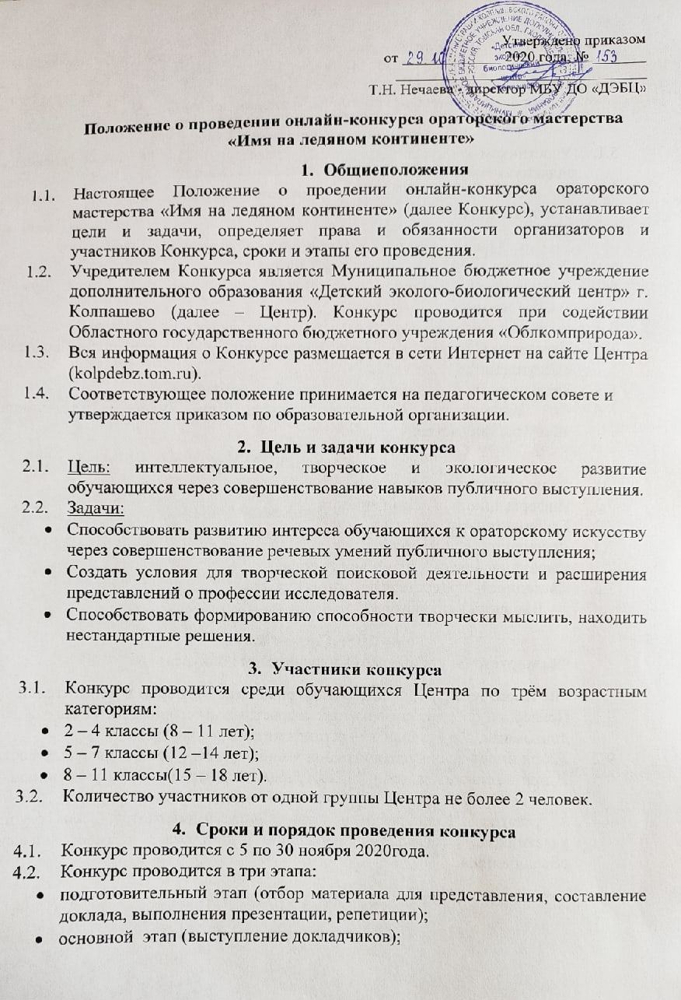 Утверждено приказом
от 29.10 2020 года. № 153
Т.Н. Нечаева - директор МБУ ДО «ДЭБЦ»
Положение о проведении онлайн-конкурса ораторского мастерства
«Имя на ледяном континенте»
1. Общиеположения
1.1. Настоящее Положение о проедении онлайн-конкурса ораторского
мастерства «Имя на ледяном континенте» (далее Конкурс), устанавливает
цели и задачи, определяет права и обязанности организаторов и
участников Конкурса, сроки и этапы его проведения.
1.2. Учредителем Конкурса является Муниципальное бюджетное учреждение
дополнительного образования «Детский эколого-биологический центр» г.
Колпашево (далее – Центр). Конкурс проводится при содействии
Областного государственного бюджетного учреждения «Облкомприрода».
1.3. Вся информация о Конкурсе размещается в сети Интернет на сайте Центра
(kolpdebz.tom.ru).
1.4. Соответствующее положение принимается на педагогическом совете и
утверждается приказом по образовательной организации.
2. Цель и задачи конкурса
2.1. Цель: интеллектуальное, творческое и экологическое развитие
обучающихся через совершенствование навыков публичного выступления.
2.2. Задачи:
• Способствовать развитию интереса обучающихся к ораторскому искусству
через совершенствование речевых умений публичного выступления;
• Создать условия для творческой поисковой деятельности и расширения
представлений о профессии исследователя.
• Способствовать формированию способности творчески мыслить, находить
нестандартные решения.
3. Участники конкурса
3.1. Конкурс проводится среди обучающихся Центра по трём возрастным
категориям:
• 2 – 4 классы (8 – 11 лет);
• 5 – 7 классы (12 –14 лет);
• 8 – 11 классы(15 – 18 лет).
3.2. Количество участников от одной группы Центра не более 2 человек.
4. Сроки и порядок проведения конкурса
4.1. Конкурс проводится с 5 по 30 ноября 2020года.
4.2. Конкурс проводится в три этапа:
• подготовительный этап (отбор материала для представления, составление
доклада, выполнения презентации, репетиции);
• основной этап (выступление докладчиков);